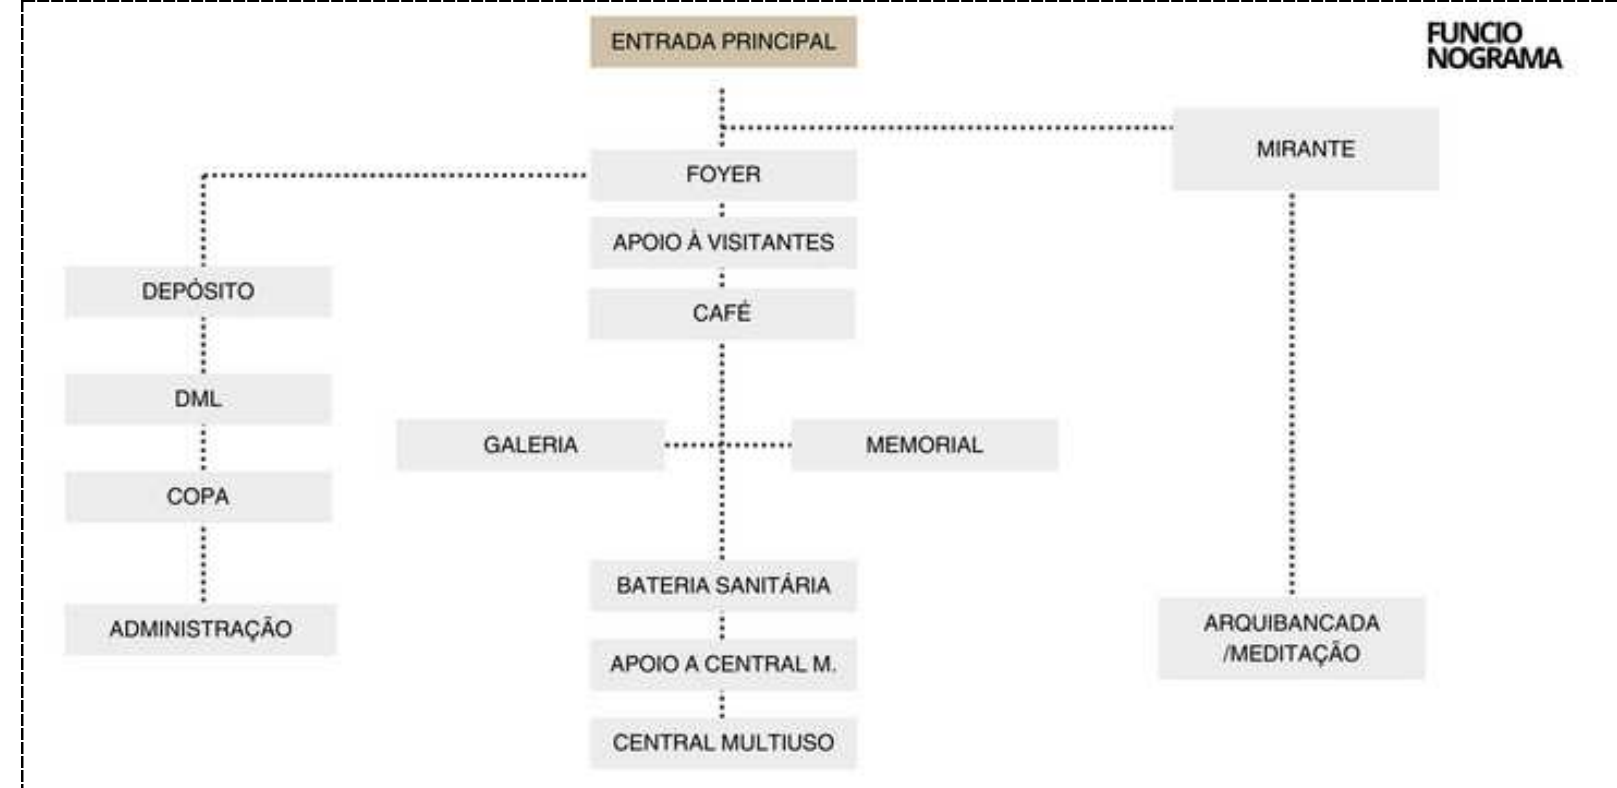 ENTRADA PRINCIPAL
FUNCIO
NOGRAMA
MIRANTE
FOYER
APOIO À VISITANTES
DEPÓSITO
CAFÉ
DML
GALERIA
MEMORIAL
COPA
BATERIA SANITÁRIA
ADMINISTRAÇÃO
ARQUIBANCADA
/MEDITAÇÃO
APOIO A CENTRAL M.
CENTRAL MULTIUSO